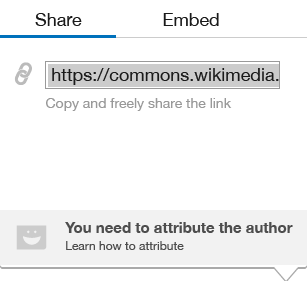 Share Embed
https://commons.wikimedia.
Copy and freely share the link
You need to attribute the author
Learn how to attribute